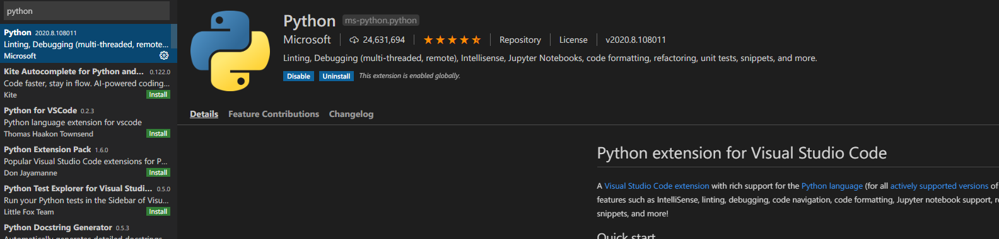 python
Python 2020.8.108011
Linting, Debugging (multi-threaded, remote...
Microsoft
Kite Autocomplete for Python and... 0.122.0
Code faster, stay in flow. AI-powered coding...
Kite Install
Python for VSCode 0.2.3
Python language extension for vscode
Thomas Haakon Townsend Install
Python Extension Pack 1.6.0
Popular Visual Studio Code extensions for P...
Don Jayamanne Install
Python Test Explorer for Visual Studi... 0.5.0
Run your Python tests in the Sidebar of Visu...
Little Fox Team Install
Python Docstring Generator 0.5.3
Automatically generates detailed docstrings
Python ms-python.python
Microsoft 24,631,694 Repository License v2020.8.108011
Linting, Debugging (multi-threaded, remote), Intellisense, Jupyter Notebooks, code formatting, refactoring, unit tests, snippets, and more.
Disable Uninstall This extension is enabled globally.
Details Feature Contributions Changelog
Python extension for Visual Studio Code
A Visual Studio Code extension with rich support for the Python language (for all actively supported versions of
features such as IntelliSense, linting, debugging, code navigation, code formatting, Jupyter notebook support, re
snippets, and more!
Quick start